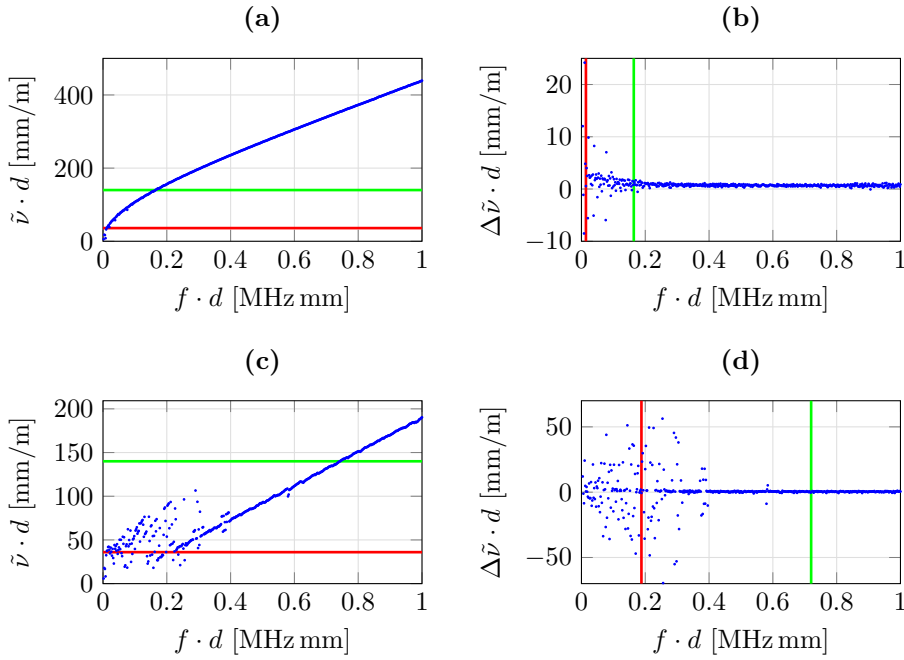 (a)
400
200
0
0 0.2 0.4 0.6 0.8 1
ν̃ · d [mm/m]
f · d [MHz mm]
(b)
20
10
0
−10
0 0.2 0.4 0.6 0.8 1
Δν̃ · d [mm/m]
f · d [MHz mm]
(c)
200
150
100
50
0
0 0.2 0.4 0.6 0.8 1
ν̃ · d [mm/m]
f · d [MHz mm]
(d)
50
0
−50
0 0.2 0.4 0.6 0.8 1
Δν̃ · d [mm/m]
f · d [MHz mm]